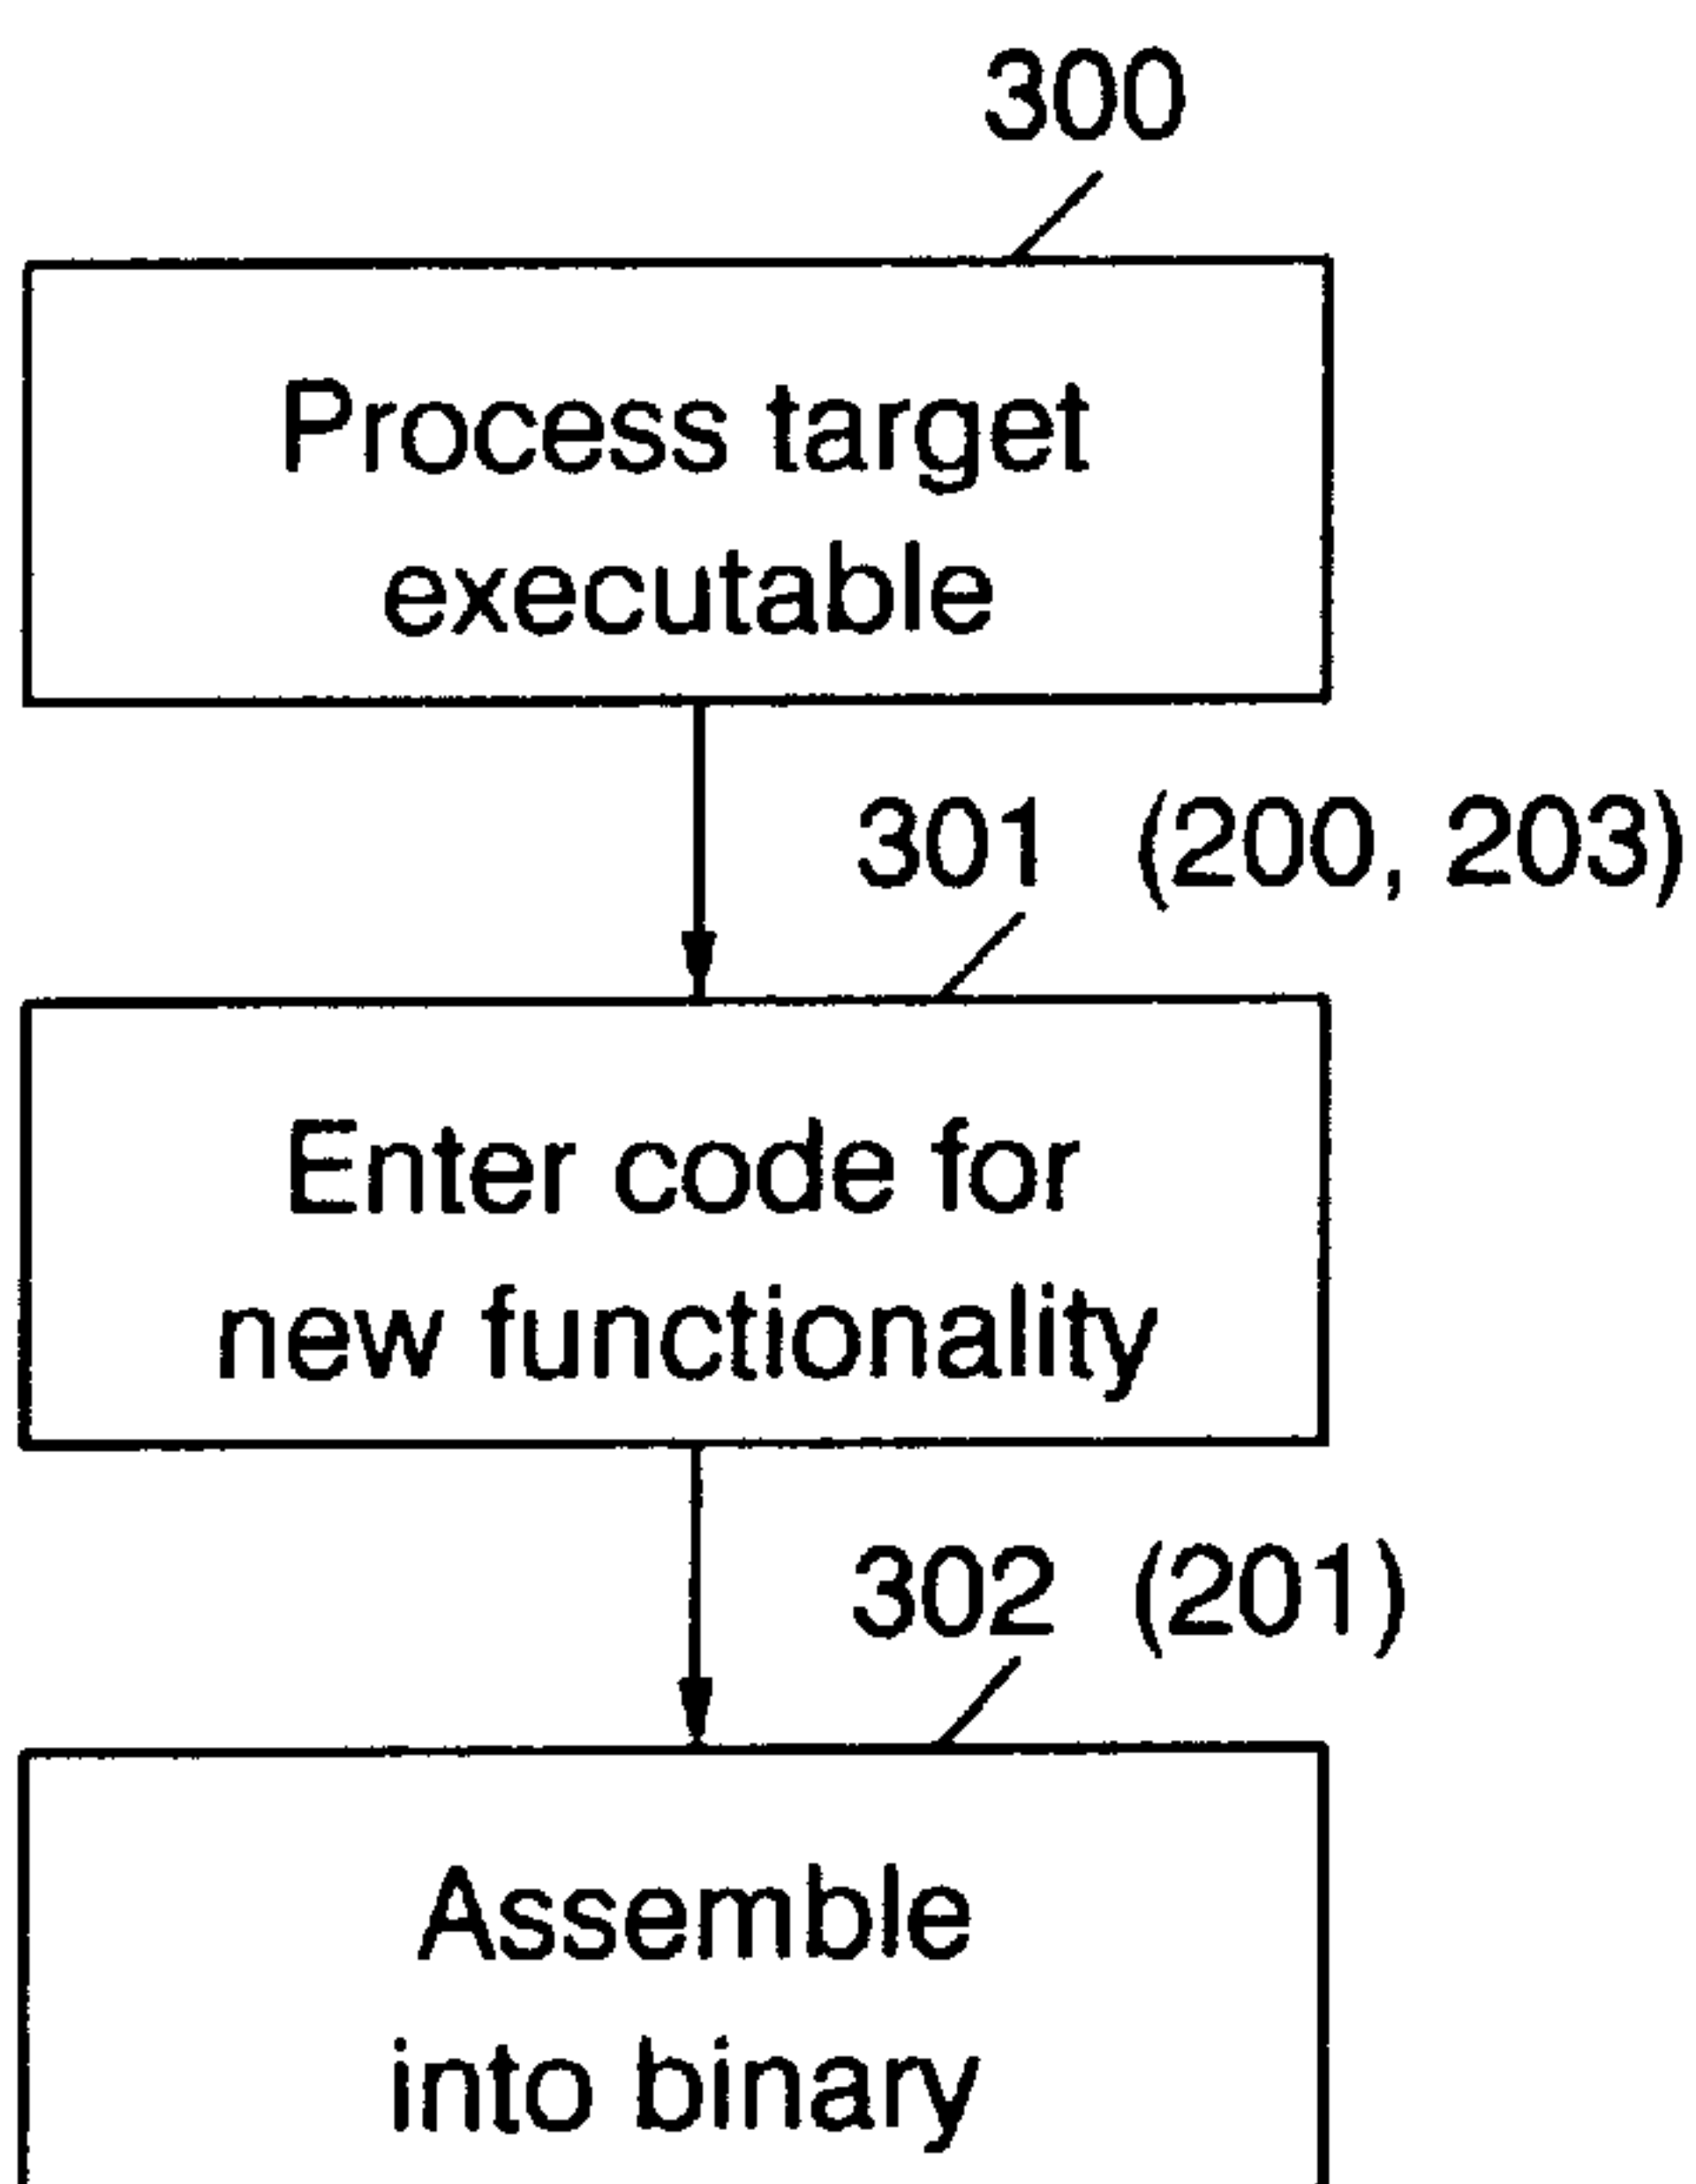 300
Process target
executable
301 (200, 203)
Enter code for
new functionality
302 (201)
Assemble
into binary